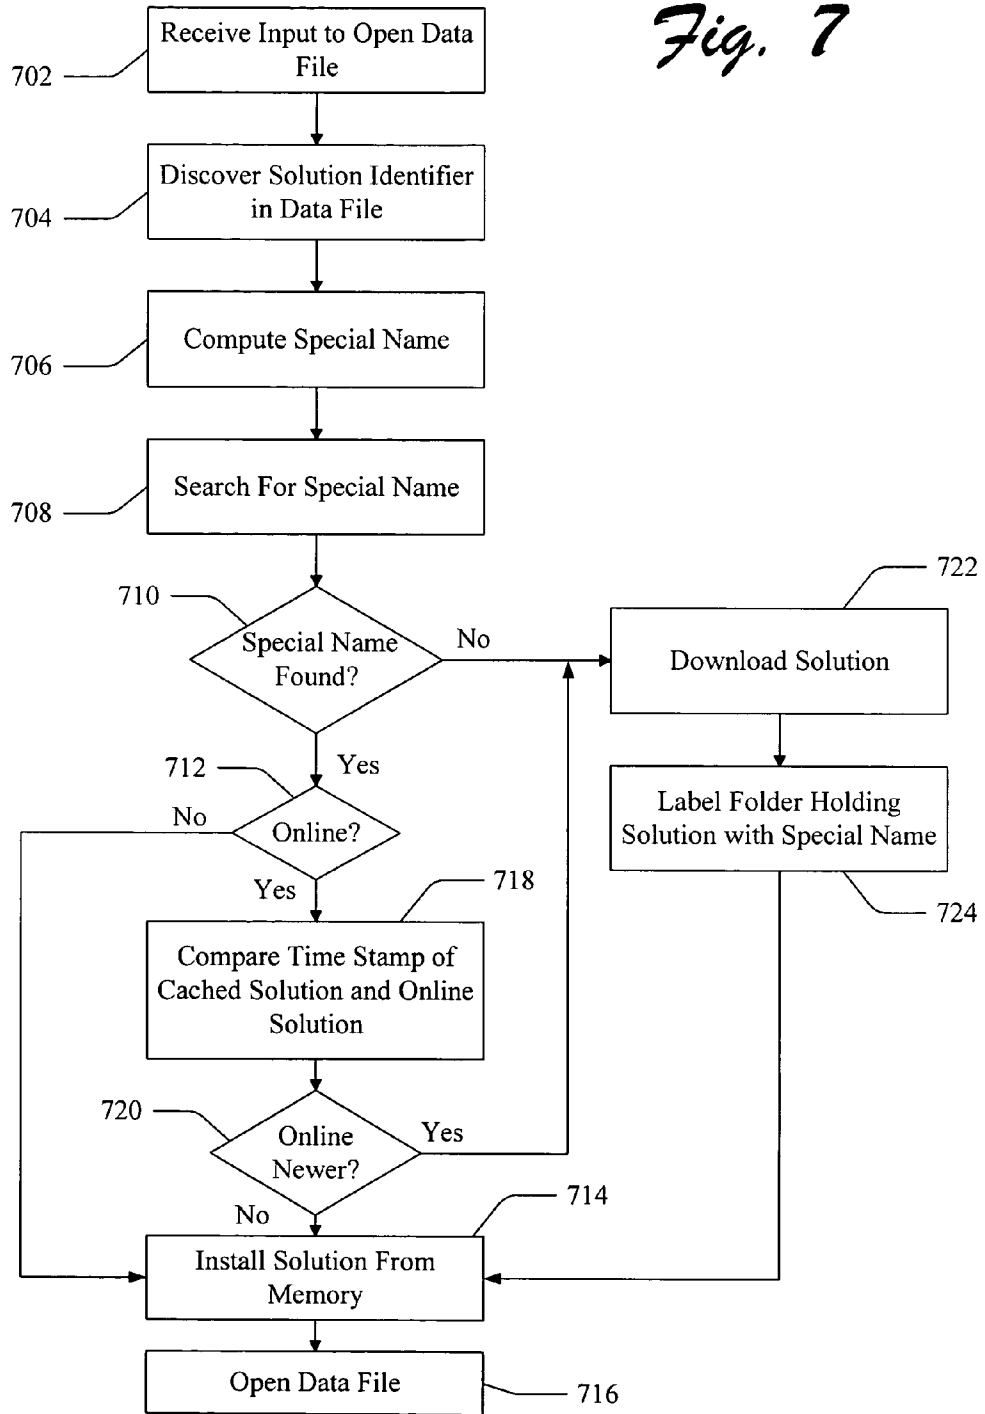 Fig. 7
Receive Input to Open Data
File
702
Discover Solution Identifier
in Data File
704
Compute Special Name
706
Search For Special Name
708
710
Special Name
Found?
No
Yes
722
Download Solution
712
No
Online?
Yes
Label Folder Holding
Solution with Special Name
724
718
Compare Time Stamp of
Cached Solution and Online
Solution
720
Online
Newer?
Yes
No
714
Install Solution From
Memory
Open Data File
716